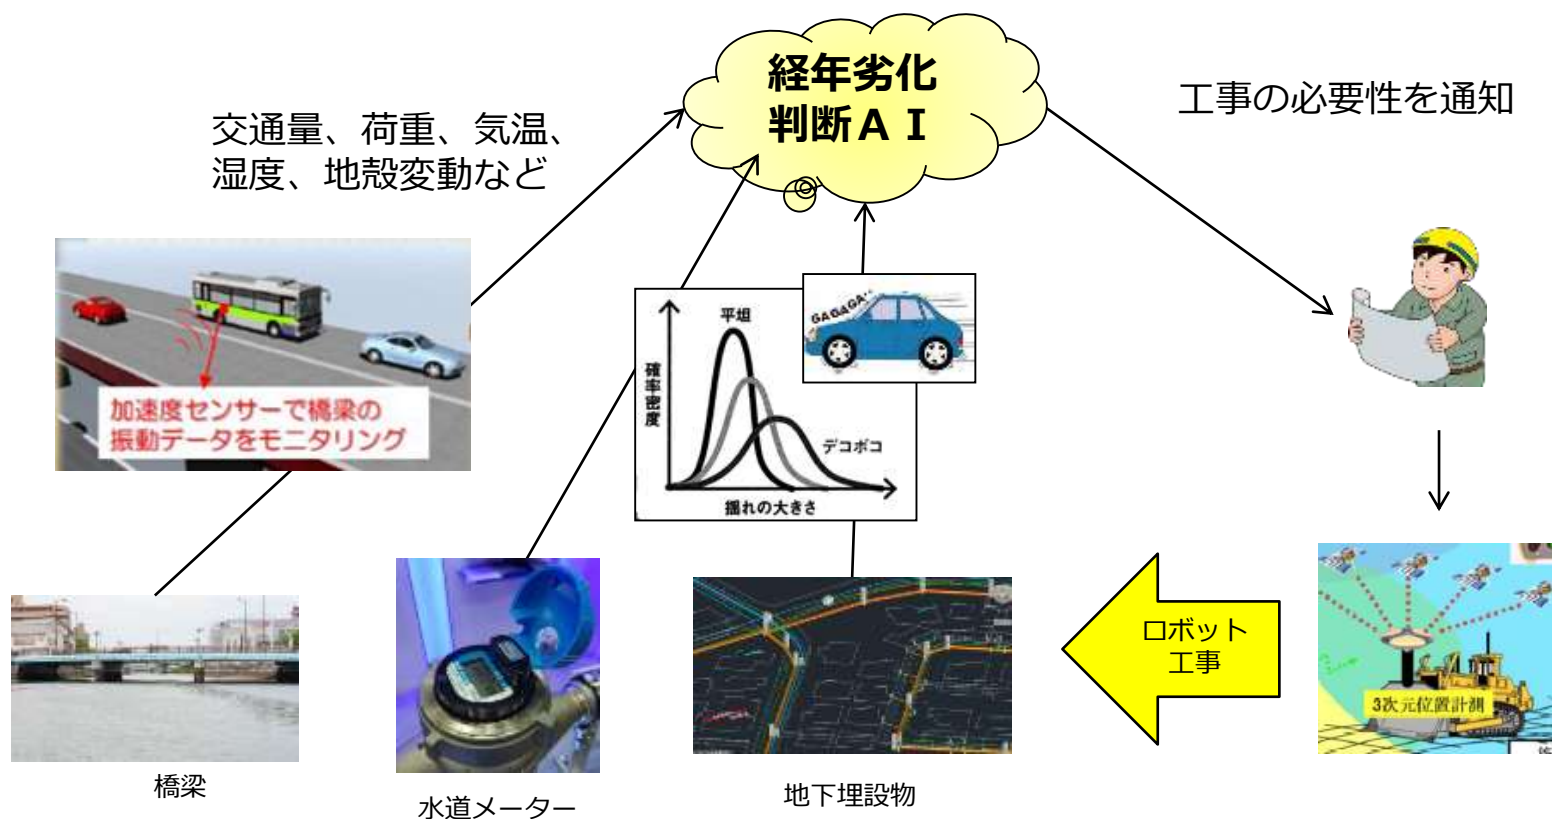 経年劣化
判断ＡＩ
工事の必要性を通知
交通量、荷重、気温、
湿度、地殻変動など
加速度センサーで橋梁の
振動データをモニタリング
平坦
確率密度
デコボコ
揺れの大きさ
GAGAGA‥
ロボット
工事
3次元位置計測
橋梁
水道メーター
地下埋設物